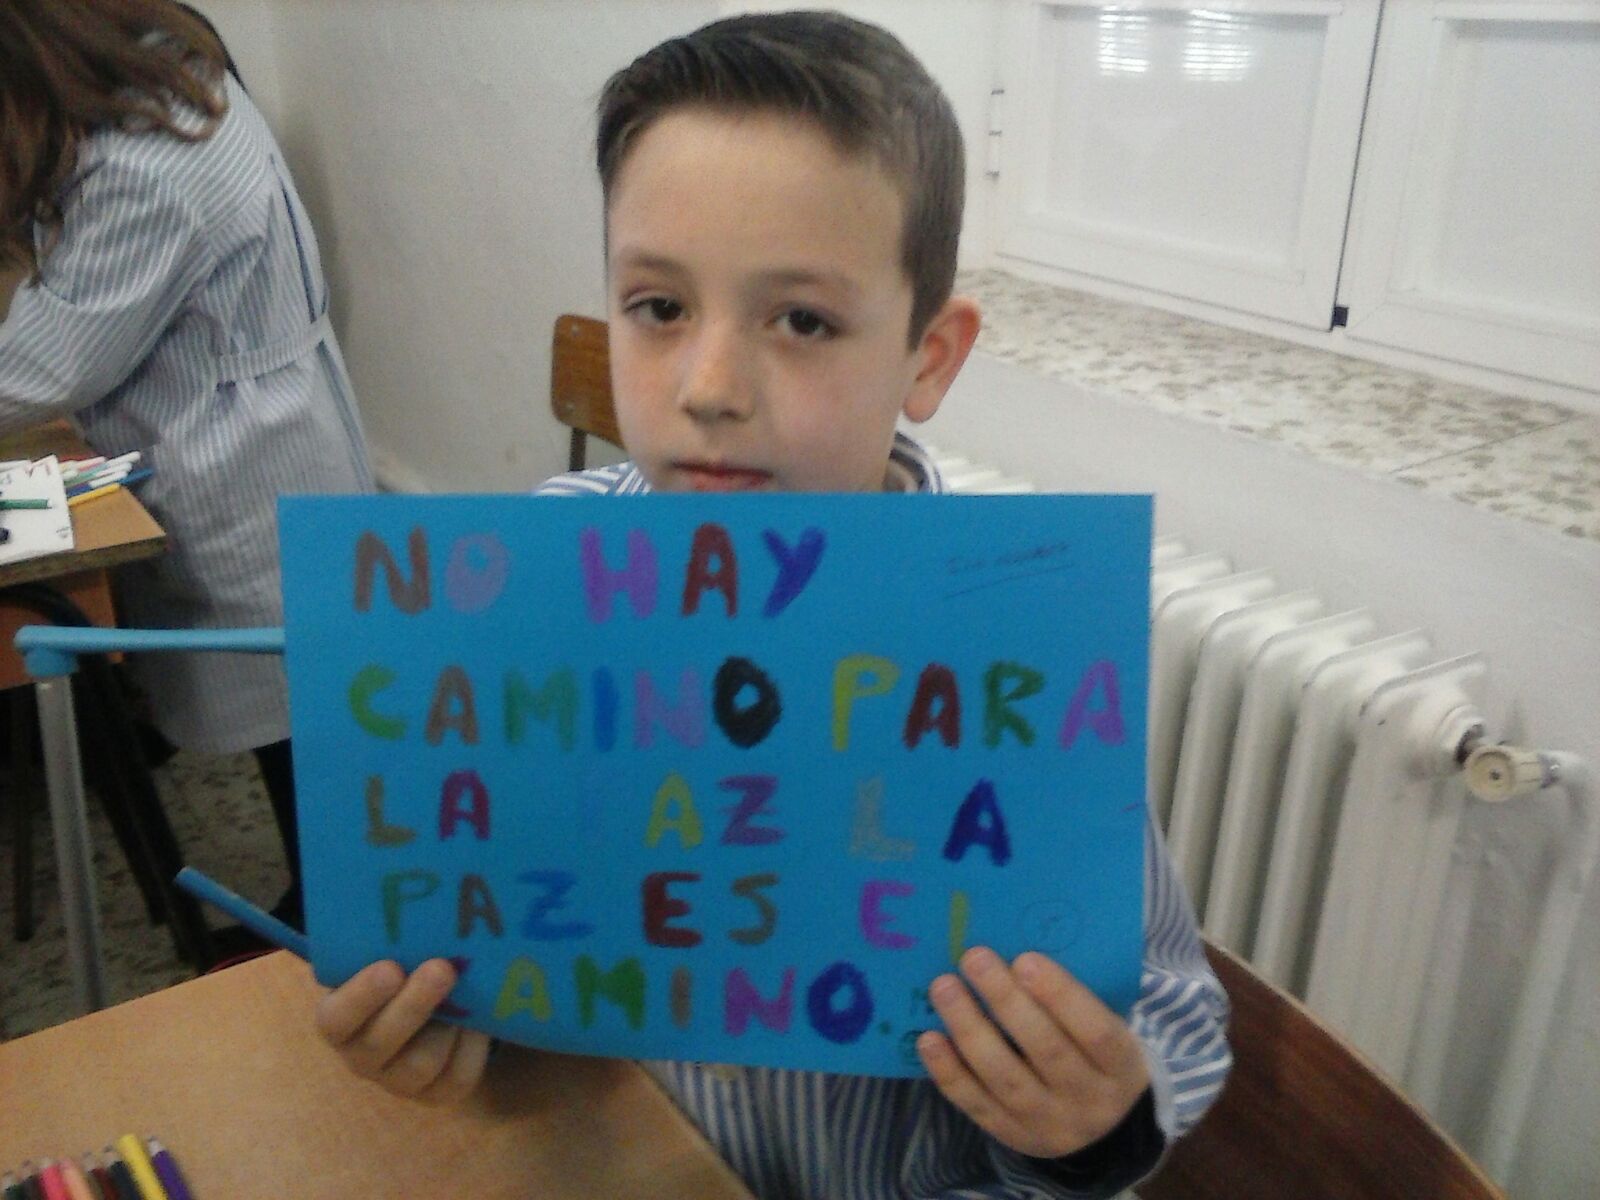 NO HAY
CAMINO PARA
LA AZ LA
PAZ ES El
CAMINO.